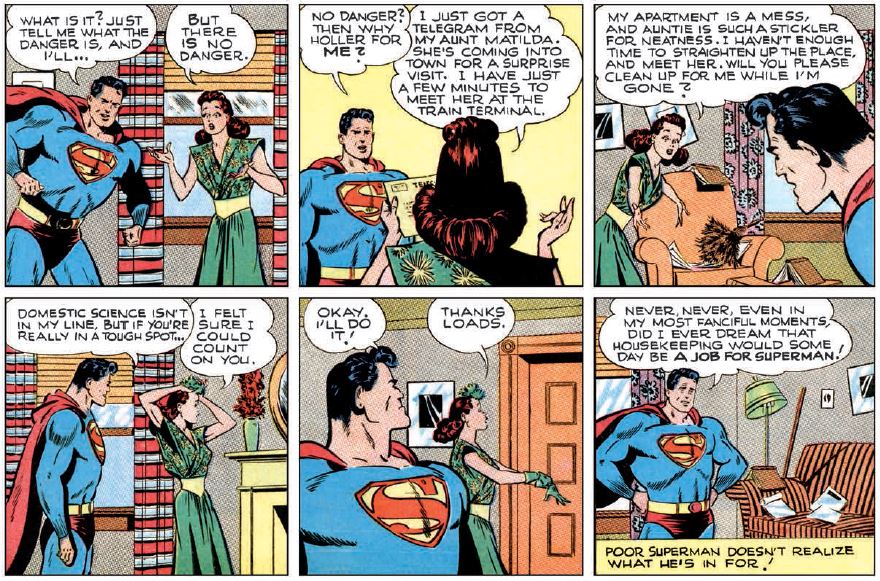 WHAT IS IT? JUST
TELL ME WHAT THE
DANGER IS, AND
I'LL...
BUT
THERE
IS NO
DANGER.
NO DANGER?
THEN WHY
HOLLER FOR
ME?
I JUST GOT A
TELEGRAM FROM
MY AUNT MATILDA.
SHE'S COMING INTO
TOWN FOR A SURPRISE
VISIT. I HAVE JUST
A FEW MINUTES TO
MEET HER AT THE
TRAIN TERMINAL.
TE
MY APARTMENT IS A MESS,
AND AUNTIE IS SUCH A STICKLER
FOR NEATNESS. I HAVEN'T ENOUGH
TIME TO STRAIGHTEN UP THE PLACE,
AND MEET HER. WILL YOU PLEASE
CLEAN UP FOR ME WHILE I'M
GONE?
DOMESTIC SCIENCE ISN'T
IN MY LINE, BUT IF YOU'RE
REALLY IN A TOUGH SPOT...
I FELT
SURE I
COULD
COUNT
ON YOU.
OKAY.
I'LL DO
IT!
THANKS
LOADS.
NEVER, NEVER, EVEN IN
MY MOST FANCIFUL MOMENTS,
DID I EVER DREAM THAT
HOUSEKEEPING WOULD SOME
DAY BE A JOB FOR SUPERMAN!
POOR SUPERMAN DOESN'T REALIZE
WHAT HE'S IN FOR!